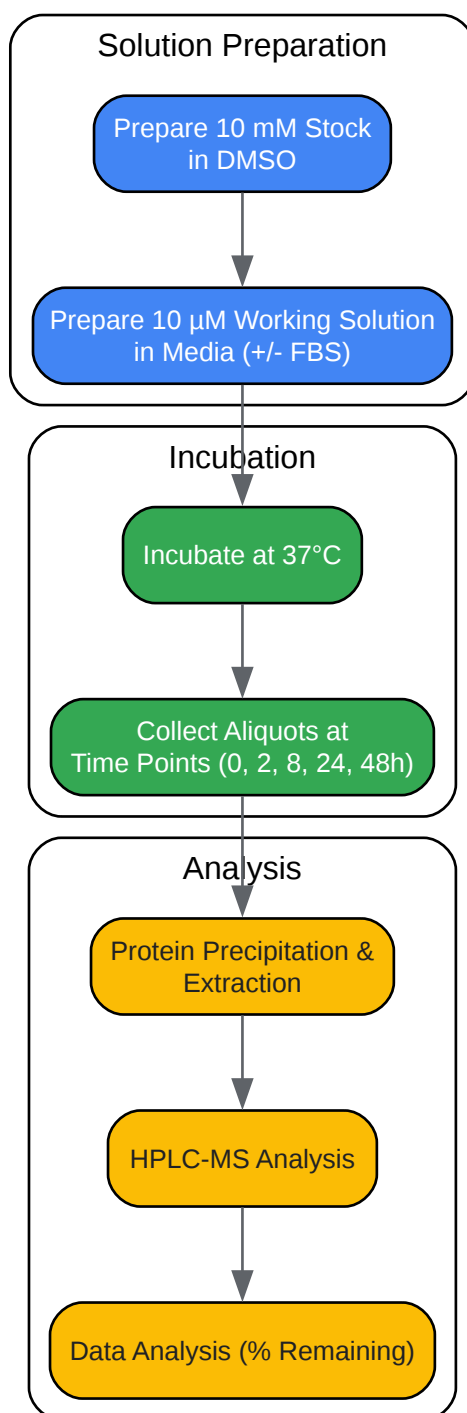 Solution Preparation
Prepare 10 mM Stock
in DMSO
Prepare 10 µM Working Solution
in Media (+/- FBS)
Incubation
Incubate at 37°C
Collect Aliquots at
Time Points (0, 2, 8, 24, 48h)
Analysis
Protein Precipitation &
Extraction
HPLC-MS Analysis
Data Analysis (% Remaining)